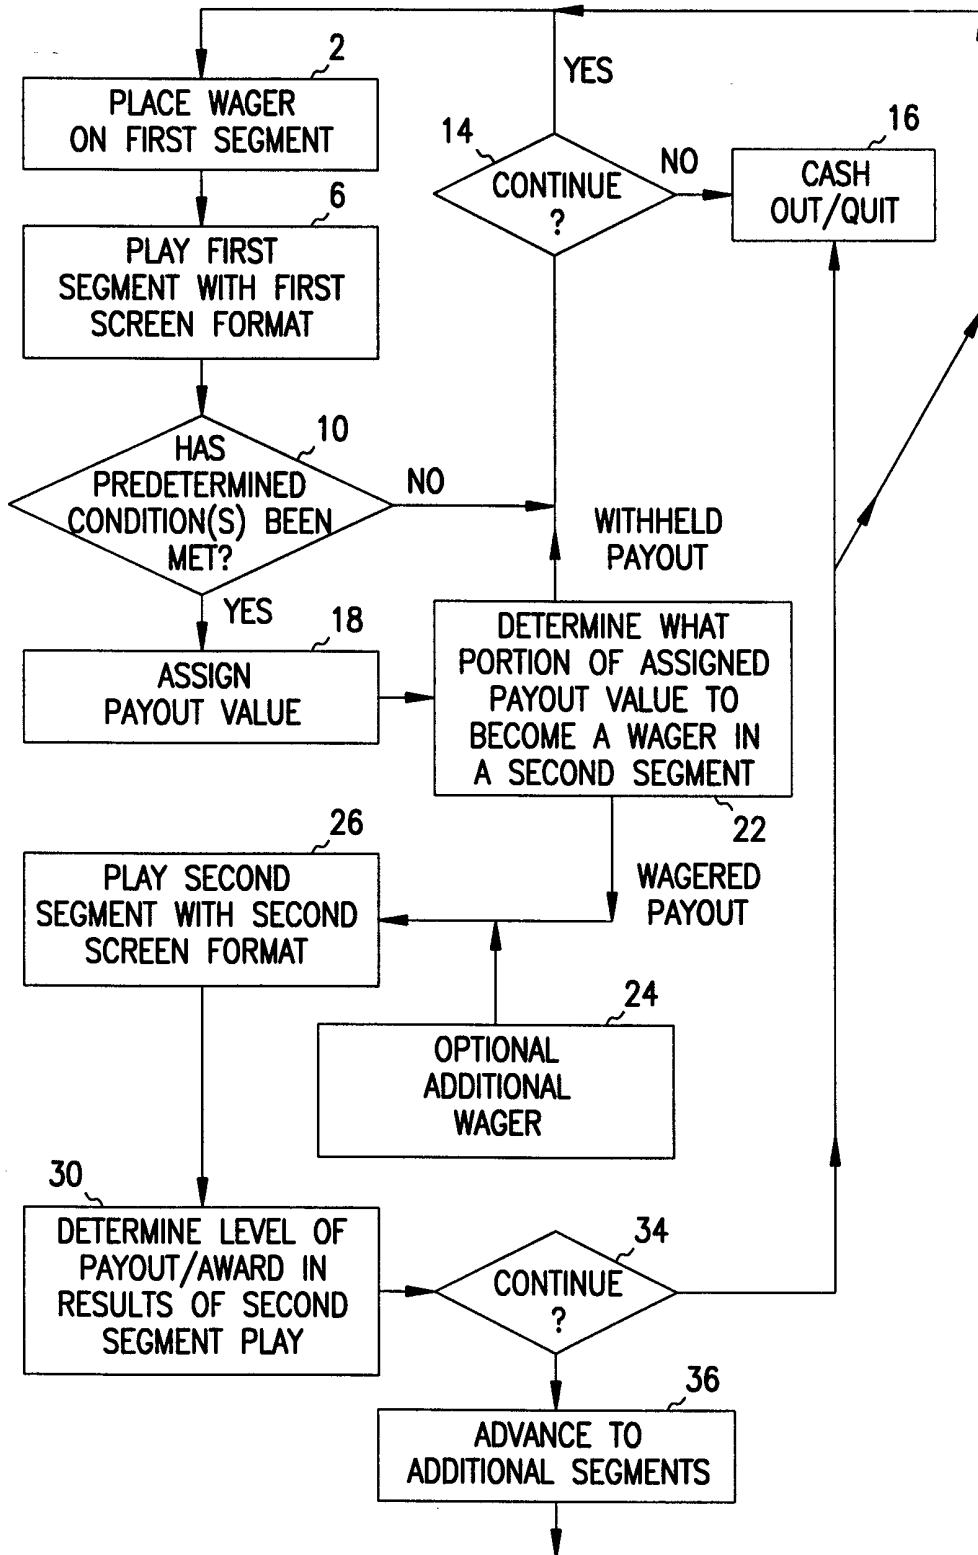 2
PLACE WAGER
ON FIRST SEGMENT
6
PLAY FIRST
SEGMENT WITH FIRST
SCREEN FORMAT
10
HAS
PREDETERMINED
CONDITION(S) BEEN
MET?
NO
YES
14
CONTINUE
?
YES
NO
16
CASH
OUT/QUIT
18
ASSIGN
PAYOUT VALUE
WITHHELD
PAYOUT
DETERMINE WHAT
PORTION OF ASSIGNED
PAYOUT VALUE TO
BECOME A WAGER IN
A SECOND SEGMENT
22
WAGERED
PAYOUT
26
PLAY SECOND
SEGMENT WITH SECOND
SCREEN FORMAT
24
OPTIONAL
ADDITIONAL
WAGER
30
DETERMINE LEVEL OF
PAYOUT/AWARD IN
RESULTS OF SECOND
SEGMENT PLAY
34
CONTINUE
?
36
ADVANCE TO
ADDITIONAL SEGMENTS